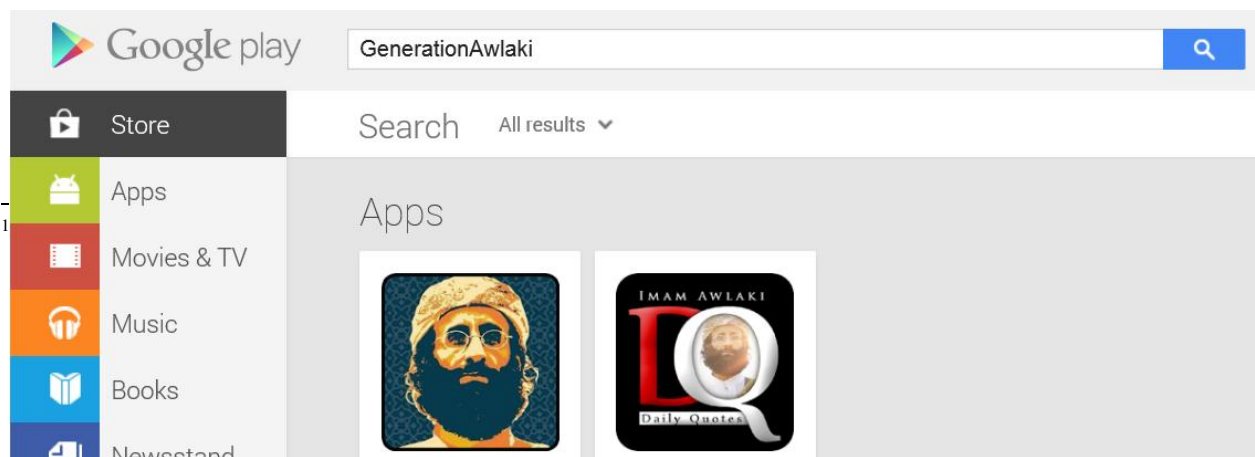 Google play
GenerationAwlaki
Store
Search All results
Apps
Apps
1
Movies & TV
IMAM AWLAKI
DQ
Music
Books
Daily Quotes
Newsstand